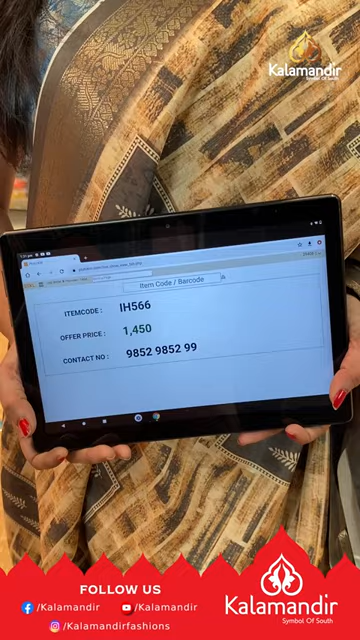 Kalamandir
Symbol Of South
Item Code / Barcode
ITEMCODE : IH566
OFFER PRICE : 1,450
CONTACT NO : 9852 9852 99
FOLLOW US
/Kalamandir /Kalamandir
/Kalamandirfashions
Kalamandir
Symbol Of South